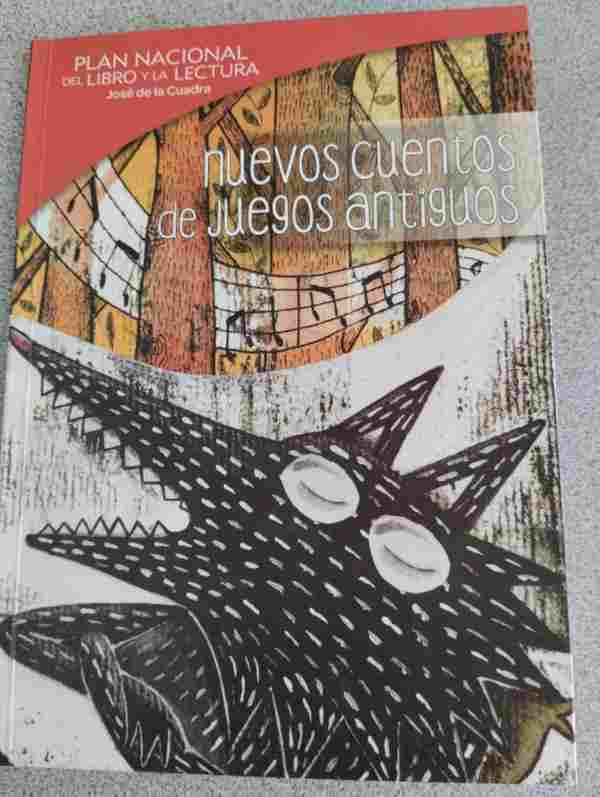 PLAN NACIONAL
DEL LIBRO Y LA LECTURA
José de la Cuadra
nuevos cuentos
de juegos antiguos